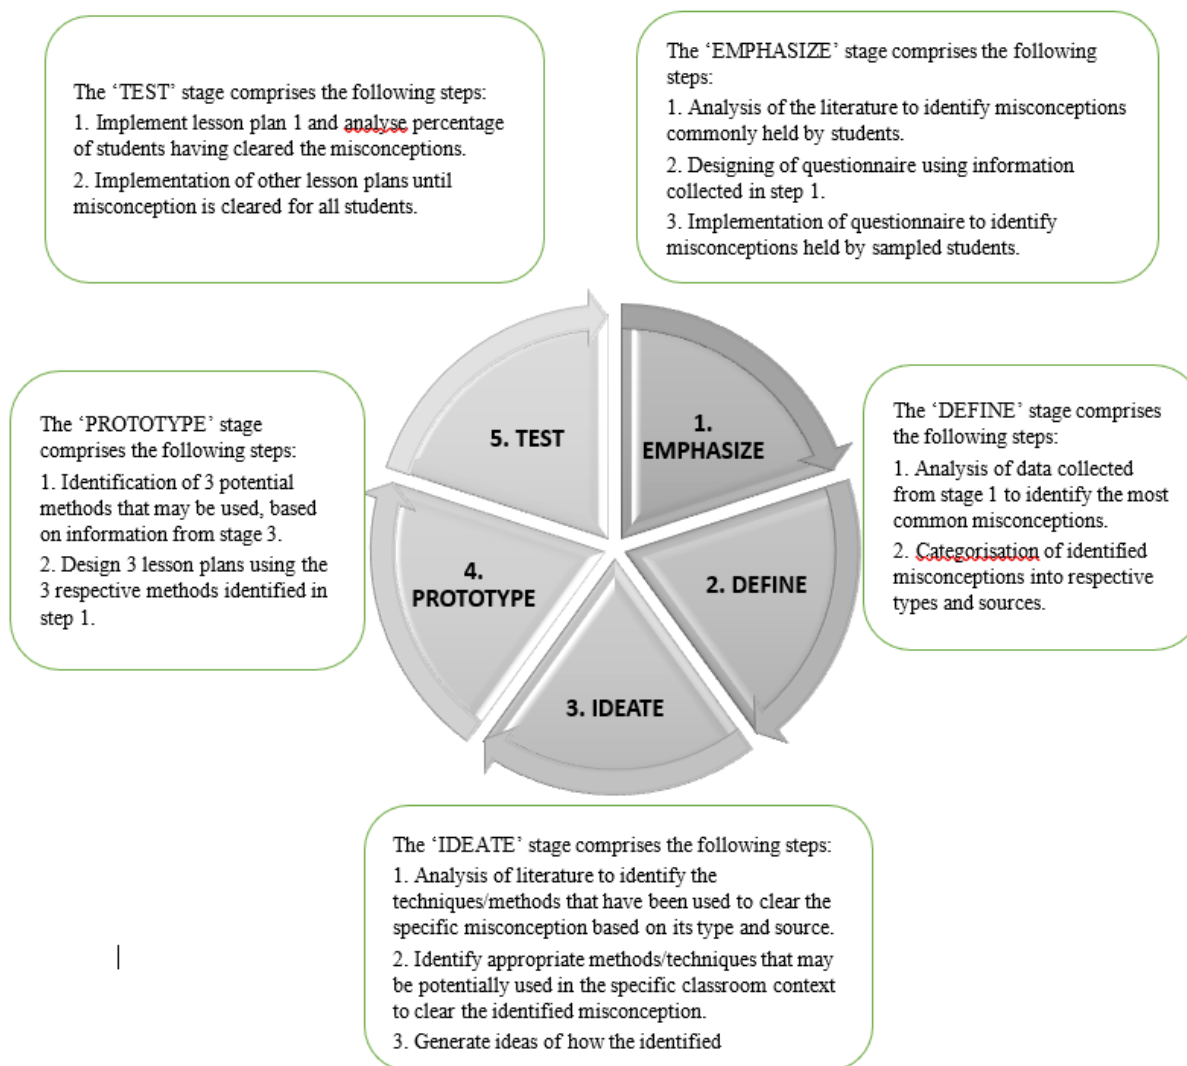 The ‘TEST’ stage comprises the following steps:
1. Implement lesson plan 1 and analyse percentage
of students having cleared the misconceptions.
2. Implementation of other lesson plans until
misconception is cleared for all students.
The ‘EMPHASIZE’ stage comprises the following
steps:
1. Analysis of the literature to identify misconceptions
commonly held by students.
2. Designing of questionnaire using information
collected in step 1.
3. Implementation of questionnaire to identify
misconceptions held by sampled students.
The ‘PROTOTYPE’ stage
comprises the following steps:
1. Identification of 3 potential
methods that may be used, based
on information from stage 3.
2. Design 3 lesson plans using the
3 respective methods identified in
step 1.
5. TEST
1.
EMPHASIZE
4.
PROTOTYPE
2. DEFINE
3. IDEATE
The ‘DEFINE’ stage comprises
the following steps:
1. Analysis of data collected
from stage 1 to identify the most
common misconceptions.
2. Categorisation of identified
misconceptions into respective
types and sources.
The ‘IDEATE’ stage comprises the following steps:
1. Analysis of literature to identify the
techniques/methods that have been used to clear the
specific misconception based on its type and source.
2. Identify appropriate methods/techniques that may
be potentially used in the specific classroom context
to clear the identified misconception.
3. Generate ideas of how the identified